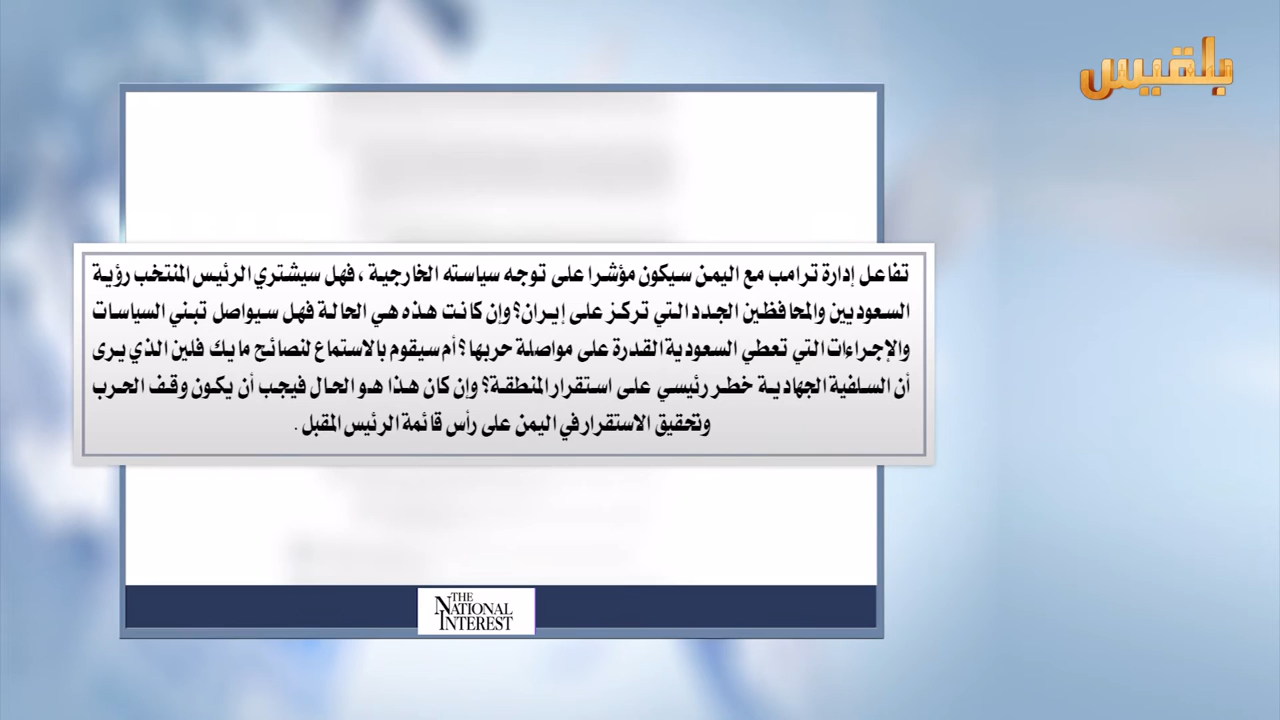 بلقيس
تفاعل إدارة ترامب مع اليمن سيكون مؤشرا على توجه سياسته الخارجية ، فهل سيشتري الرئيس المنتخب رؤية
السعوديين والمحافظين الجدد التي تركز على إيران؟ وإن كانت هذه هي الحالة فهل سيواصل تبني السياسات
والإجراءات التي تعطي السعودية القدرة على مواصلة حربها ؟ أم سيقوم بالاستماع لنصائح مايك فلين الذي يرى
أن السلفية الجهادية خطر رئيسي على استقرار المنطقة؟ وإن كان هذا هو الحال فيجب أن يكون وقف الحرب
وتحقيق الاستقرار في اليمن على رأس قائمة الرئيس المقبل .
THE
NATIONAL
INTEREST